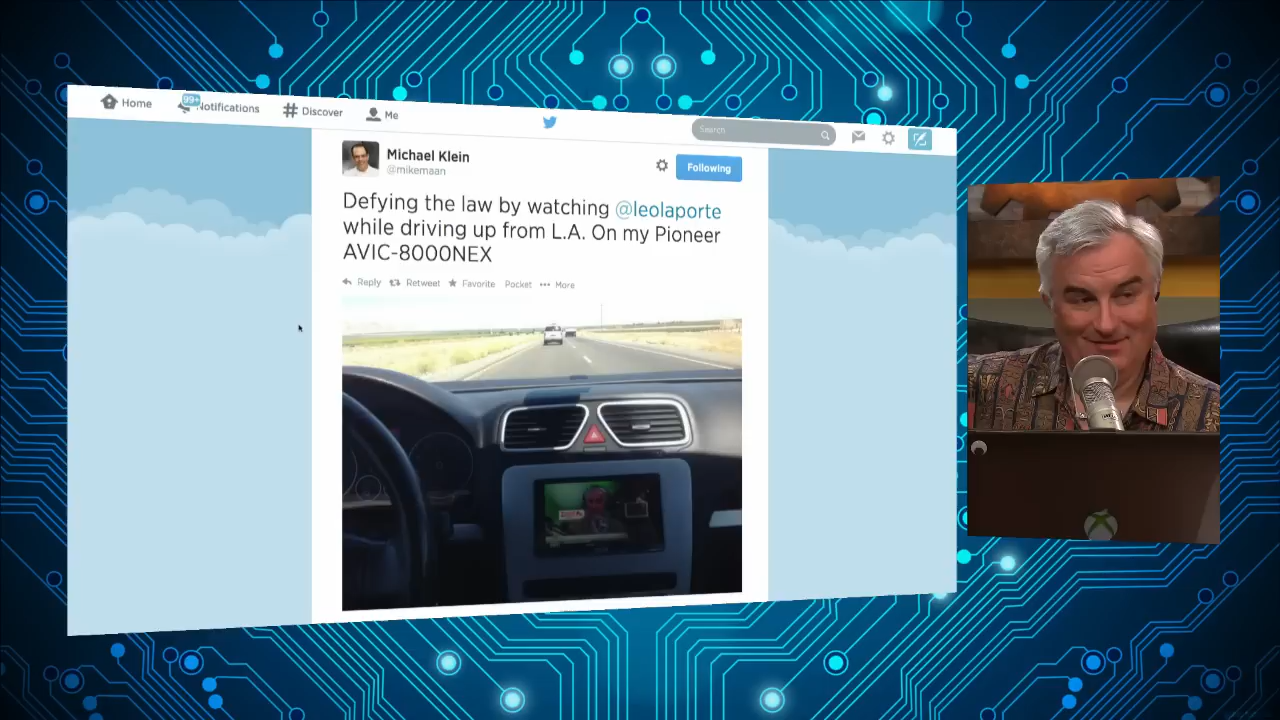 Home
99+
Notifications
Discover
Me
Search
Michael Klein
@mikemaan
Following
Defying the law by watching @leolaporte
while driving up from L.A. On my Pioneer
AVIC-8000NEX
Reply
Retweet
Favorite
Pocket
More